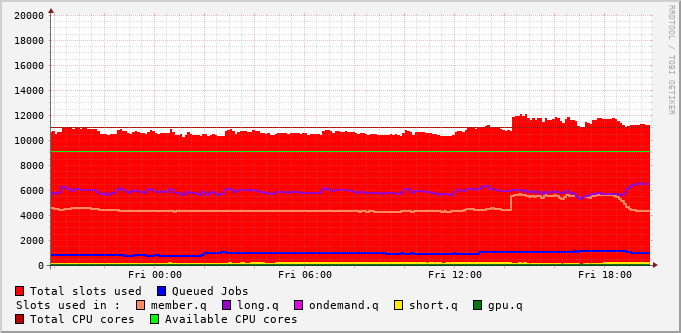 20000
18000
16000
14000
12000
10000
8000
6000
4000
2000
0
Fri 00:00 Fri 06:00 Fri 12:00 Fri 18:00
RRDTOOL / TOBI OETIKER
Total slots used Queued Jobs
Slots used in : member.q long.q ondemand.q short.q gpu.q
Total CPU cores Available CPU cores